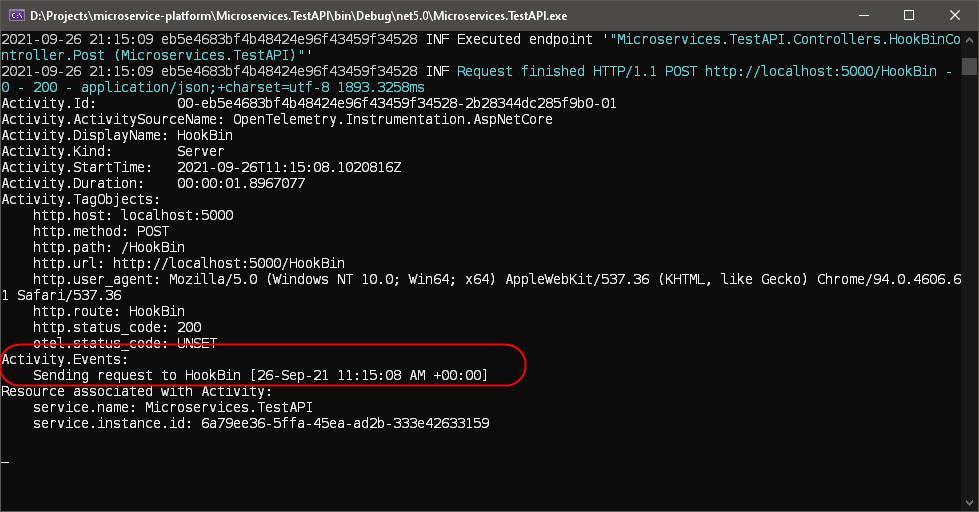 D:\Projects\microservice-platform\Microservices.TestAPI\bin\Debug\net5.0\Microservices.TestAPI.exe
2021-09-26 21:15:09 eb5e4683bf4b48424e96f43459f34528 INF Executed endpoint '"Microservices.TestAPI.Controllers.HookBinCo
ntroller.Post (Microservices.TestAPI)"'
2021-09-26 21:15:09 eb5e4683bf4b48424e96f43459f34528 INF Request finished HTTP/1.1 POST http://localhost:5000/HookBin -
0 - 200 - application/json;+charset=utf-8 1893.3258ms
Activity.Id:          00-eb5e4683bf4b48424e96f43459f34528-2b28344dc285f9b0-01
Activity.ActivitySourceName: OpenTelemetry.Instrumentation.AspNetCore
Activity.DisplayName: HookBin
Activity.Kind:        Server
Activity.StartTime:   2021-09-26T11:15:08.1020816Z
Activity.Duration:    00:00:01.8967077
Activity.TagObjects:
    http.host: localhost:5000
    http.method: POST
    http.path: /HookBin
    http.url: http://localhost:5000/HookBin
    http.user_agent: Mozilla/5.0 (Windows NT 10.0; Win64; x64) AppleWebKit/537.36 (KHTML, like Gecko) Chrome/94.0.4606.6
1 Safari/537.36
    http.route: HookBin
    http.status_code: 200
    otel.status_code: UNSET
Activity.Events:
    Sending request to HookBin [26-Sep-21 11:15:08 AM +00:00]
Resource associated with Activity:
    service.name: Microservices.TestAPI
    service.instance.id: 6a79ee36-5ffa-45ea-ad2b-333e42633159